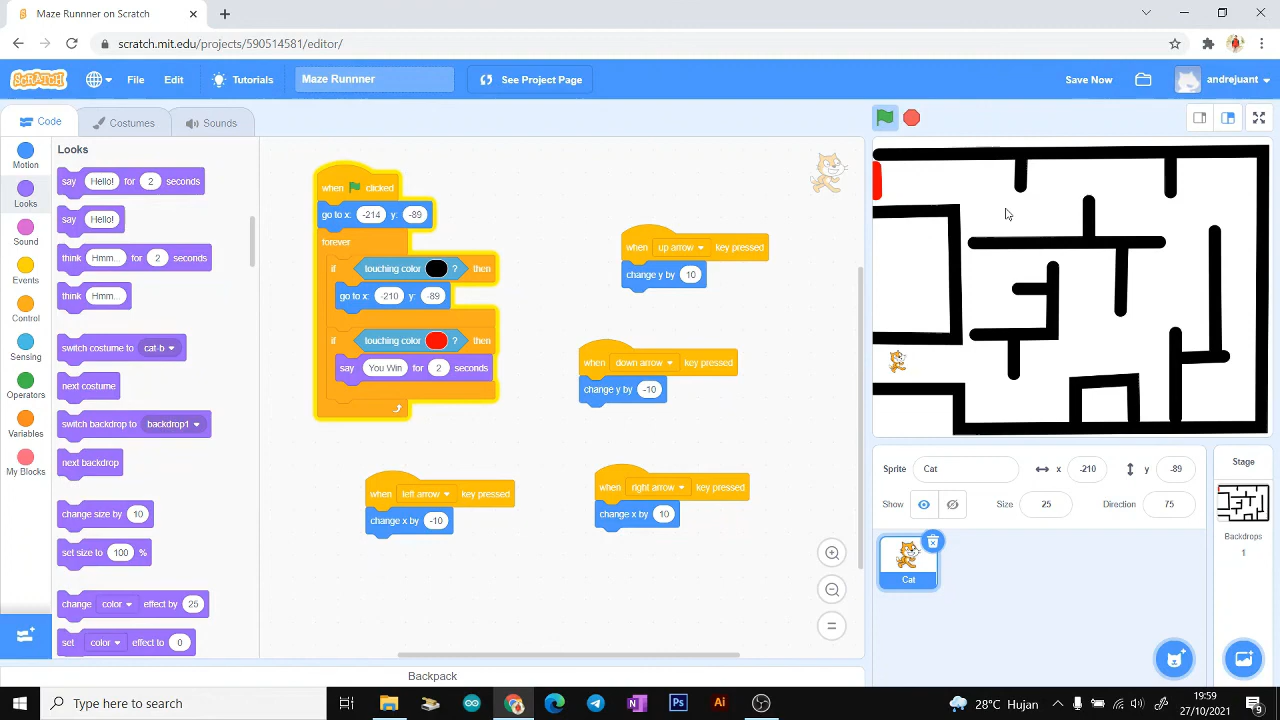 Maze Runnner on Scratch
scratch.mit.edu/projects/590514581/editor/
SCRATCH
File
Edit
Tutorials
Maze Runnner
See Project Page
Save Now
andrejuant
Code
Costumes
Sounds
Motion
Looks
Sound
Events
Control
Sensing
Operators
Variables
My Blocks
Looks
say Hello! for 2 seconds
say Hello!
think Hmm... for 2 seconds
think Hmm...
switch costume to cat-b
next costume
switch backdrop to backdrop1
next backdrop
change size by 10
set size to 100 %
change color effect by 25
set color effect to 0
when clicked
go to x: -214 y: -89
forever
if touching color ? then
go to x: -210 y: -89
if touching color ? then
say You Win for 2 seconds
when up arrow key pressed
change y by 10
when down arrow key pressed
change y by -10
when left arrow key pressed
change x by -10
when right arrow key pressed
change x by 10
Backpack
Sprite Cat x -210 y -89
Show Size 25 Direction 75
Cat
Stage
Backdrops
1
Type here to search
28°C Hujan
19:59
27/10/2021